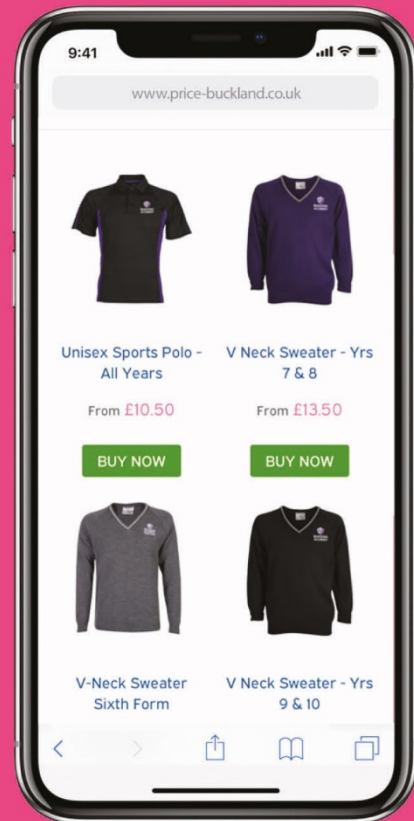 9:41
www.price-buckland.co.uk
Unisex Sports Polo -
All Years
From £10.50
BUY NOW
V Neck Sweater - Yrs
7 & 8
From £13.50
BUY NOW
V-Neck Sweater
Sixth Form
V Neck Sweater - Yrs
9 & 10